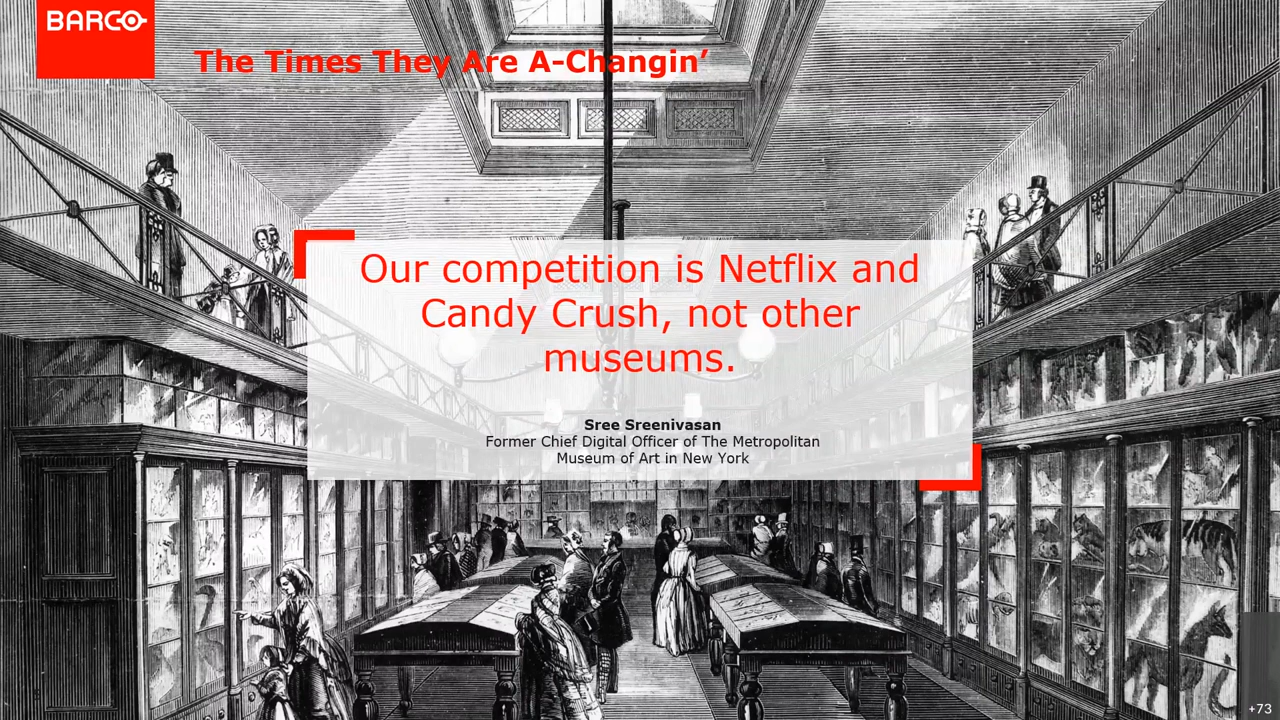 BARCO
The Times They Are A-Changin’
Our competition is Netflix and
Candy Crush, not other
museums.
Sree Sreenivasan
Former Chief Digital Officer of The Metropolitan
Museum of Art in New York
+73